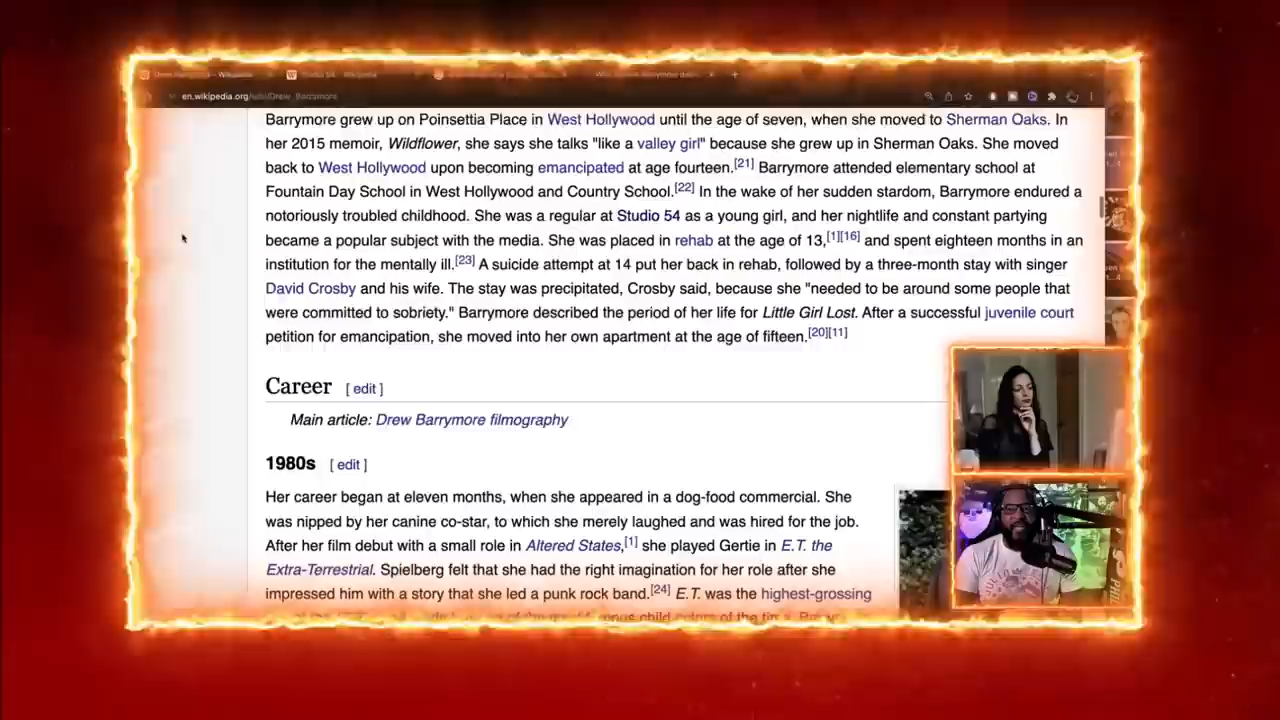 en.wikipedia.org/wiki/Drew_Barrymore
Barrymore grew up on Poinsettia Place in West Hollywood until the age of seven, when she moved to Sherman Oaks. In
her 2015 memoir, Wildflower, she says she talks "like a valley girl" because she grew up in Sherman Oaks. She moved
back to West Hollywood upon becoming emancipated at age fourteen.[21] Barrymore attended elementary school at
Fountain Day School in West Hollywood and Country School.[22] In the wake of her sudden stardom, Barrymore endured a
notoriously troubled childhood. She was a regular at Studio 54 as a young girl, and her nightlife and constant partying
became a popular subject with the media. She was placed in rehab at the age of 13,[1][16] and spent eighteen months in an
institution for the mentally ill.[23] A suicide attempt at 14 put her back in rehab, followed by a three-month stay with singer
David Crosby and his wife. The stay was precipitated, Crosby said, because she "needed to be around some people that
were committed to sobriety." Barrymore described the period of her life for Little Girl Lost. After a successful juvenile court
petition for emancipation, she moved into her own apartment at the age of fifteen.[20][11]
Career [ edit ]
Main article: Drew Barrymore filmography
1980s [ edit ]
Her career began at eleven months, when she appeared in a dog-food commercial. She
was nipped by her canine co-star, to which she merely laughed and was hired for the job.
After her film debut with a small role in Altered States,[1] she played Gertie in E.T. the
Extra-Terrestrial. Spielberg felt that she had the right imagination for her role after she
impressed him with a story that she led a punk rock band.[24] E.T. was the highest-grossing